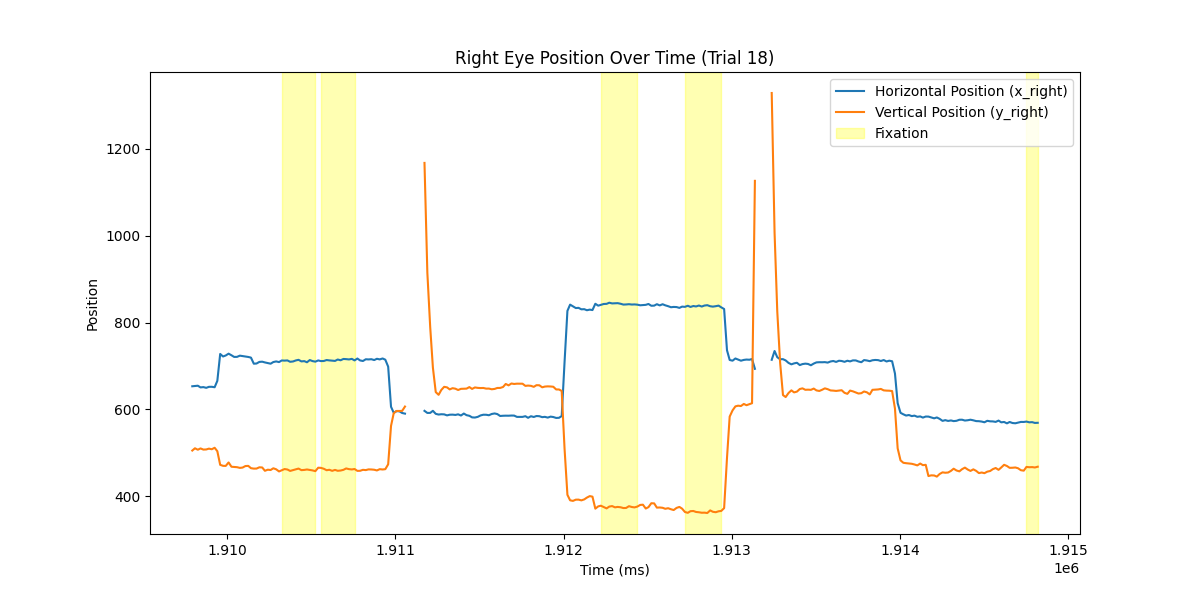 Right Eye Position Over Time (Trial 18)
Horizontal Position (x_right)
Vertical Position (y_right)
Fixation
Position
1200
1000
800
600
400
1.910
1.911
1.912
1.913
1.914
1.915
1e6
Time (ms)